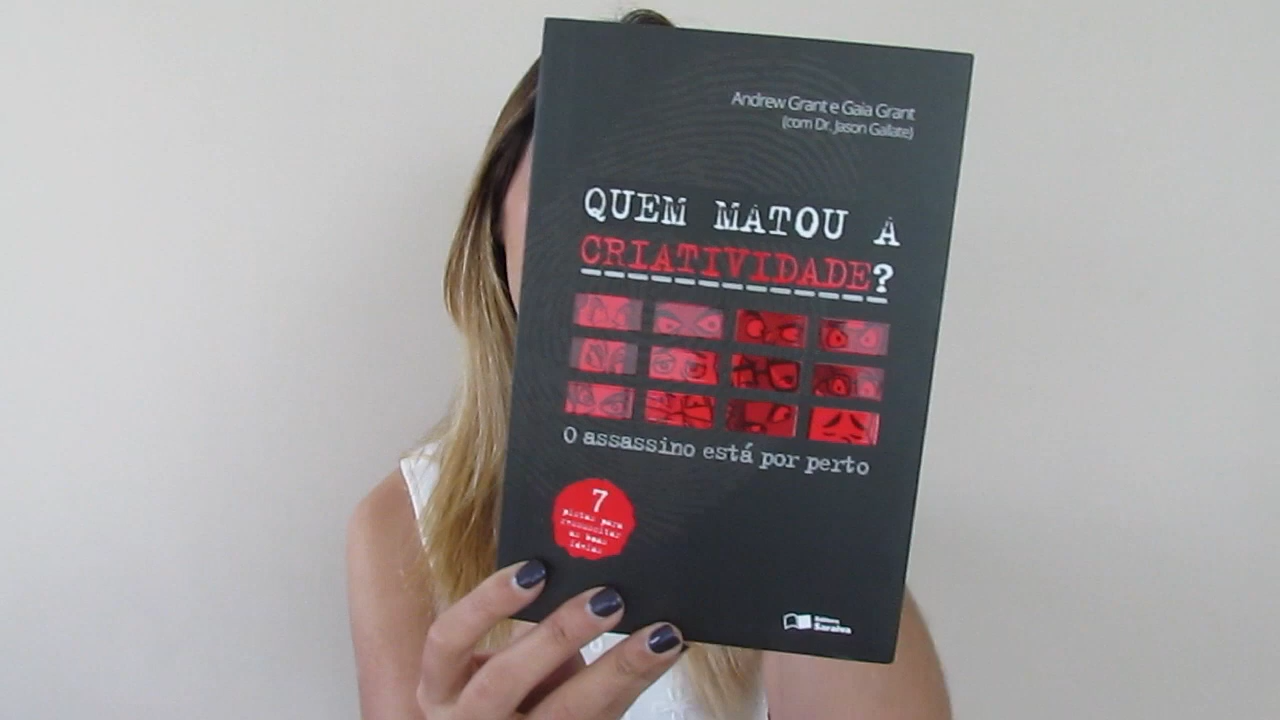 Andrew Grant e Gaia Grant
(com Dr. Jason Gallate)
QUEM MATOU A
CRIATIVIDADE?
O assassino está por perto
7
pistas para
ressuscitar
as boas
ideias
Editora
Saraiva